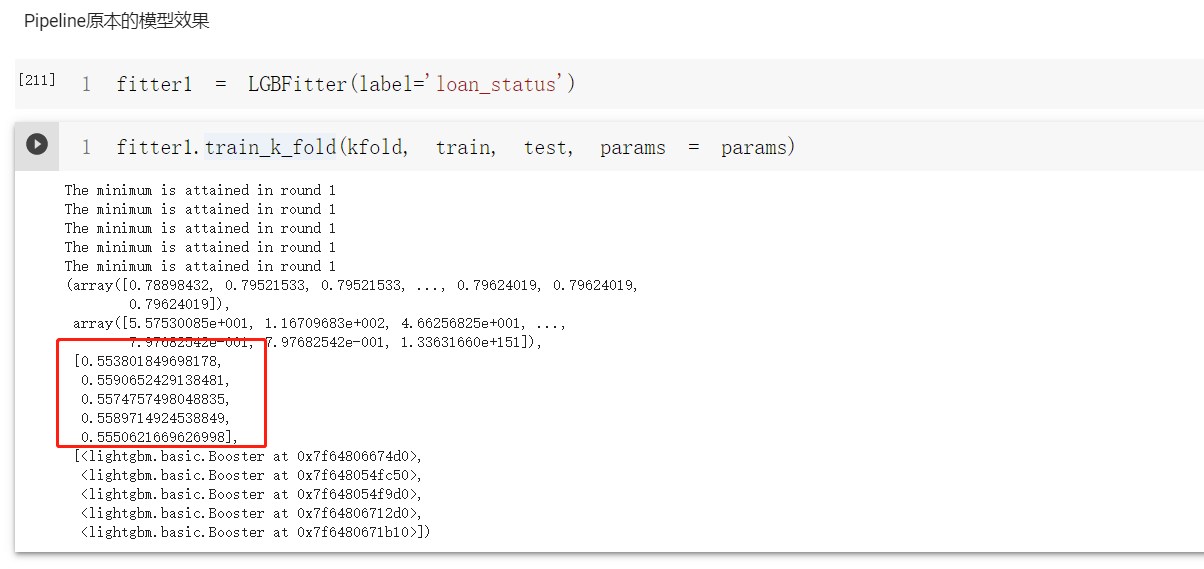 Pipeline原本的模型效果
[211] 1 fitter1 = LGBFitter(label='loan_status')
1 fitter1.train_k_fold(kfold, train, test, params = params)
The minimum is attained in round 1
The minimum is attained in round 1
The minimum is attained in round 1
The minimum is attained in round 1
The minimum is attained in round 1
(array([0.78898432, 0.79521533, 0.79521533, ..., 0.79624019, 0.79624019,
0.79624019]),
array([5.57530085e+001, 1.16709683e+002, 4.66256825e+001, ...,
7.97682542e-001, 7.97682542e-001, 1.33631660e+151]),
[0.553801849698178,
0.5590652429138481,
0.5574757498048835,
0.5589714924538849,
0.5550621669626998],
[<lightgbm.basic.Booster at 0x7f64806674d0>,
<lightgbm.basic.Booster at 0x7f648054fc50>,
<lightgbm.basic.Booster at 0x7f648054f9d0>,
<lightgbm.basic.Booster at 0x7f64806712d0>,
<lightgbm.basic.Booster at 0x7f6480671b10>])